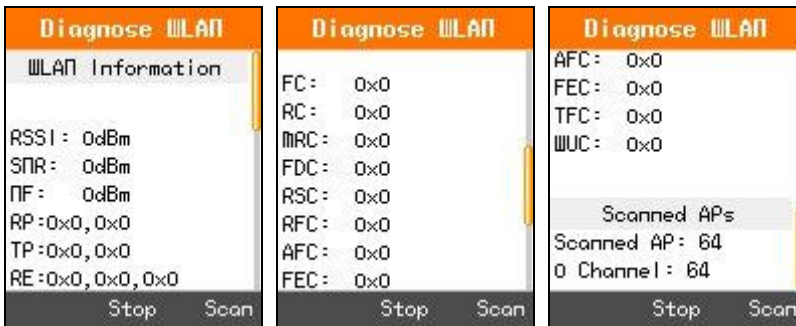 Diagnose WLAN
WLAN Information
RSSI: 0dBm
SNR: 0dBm
NF: 0dBm
RP:0x0,0x0
TP:0x0,0x0
RE:0x0,0x0,0x0
Stop Scan
Diagnose WLAN
FC: 0x0
RC: 0x0
MRC: 0x0
FDC: 0x0
RSC: 0x0
RFC: 0x0
AFC: 0x0
FEC: 0x0
Stop Scan
Diagnose WLAN
AFC: 0x0
FEC: 0x0
TFC: 0x0
WUC: 0x0
Scanned APs
Scanned AP: 64
0 Channel: 64
Stop Scan